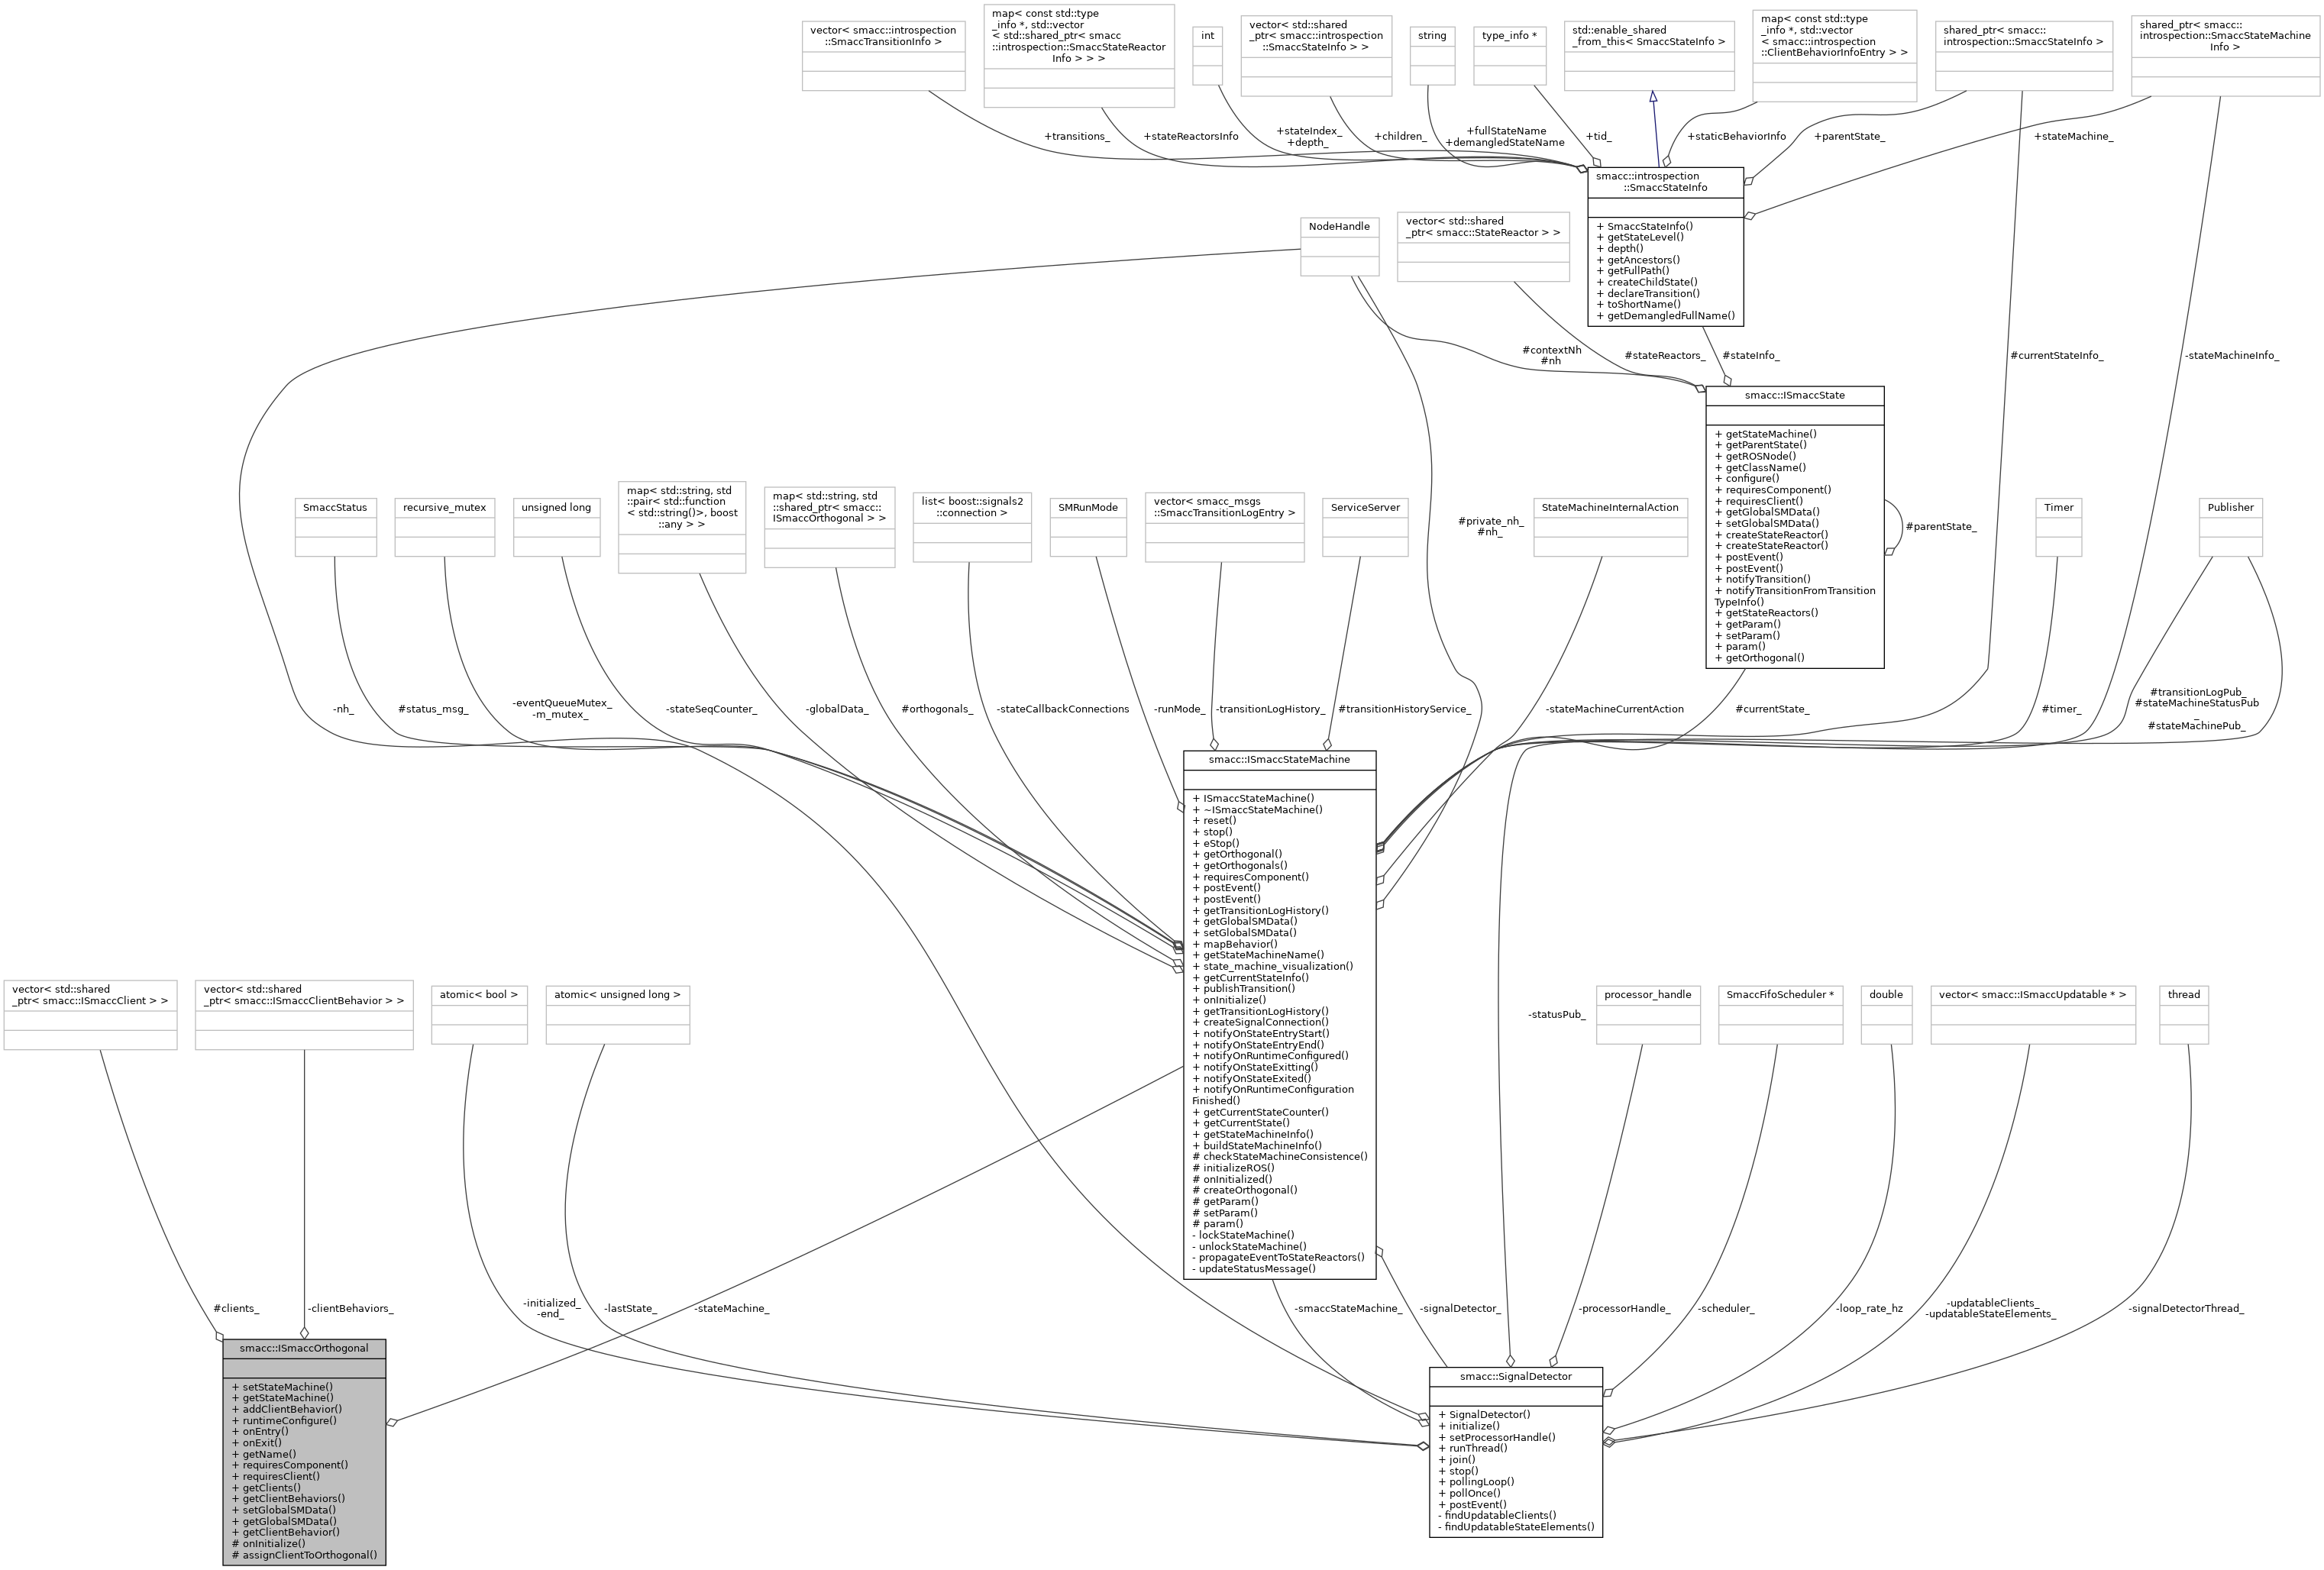 vector< smacc::introspection
::SmaccTransitionInfo >
map< const std::type
_info *, std::vector
< std::shared_ptr< smacc
::introspection::SmaccStateReactor
Info > > >
int
vector< std::shared
_ptr< smacc::introspection
::SmaccStateInfo > >
string
type_info *
std::enable_shared
_from_this< SmaccStateInfo >
map< const std::type
_info *, std::vector
< smacc::introspection
::ClientBehaviorInfoEntry > >
shared_ptr< smacc::
introspection::SmaccStateInfo >
shared_ptr< smacc::
introspection::SmaccStateMachine
Info >
+transitions_
+stateReactorsInfo
+stateIndex_
+depth_
+children_
+fullStateName
+demangledStateName
+tid_
+staticBehaviorInfo
+parentState_
+stateMachine_
smacc::introspection
::SmaccStateInfo
+ SmaccStateInfo()
+ getStateLevel()
+ depth()
+ getAncestors()
+ getFullPath()
+ createChildState()
+ declareTransition()
+ toShortName()
+ getDemangledFullName()
NodeHandle
vector< std::shared
_ptr< smacc::StateReactor > >
#contextNh
#nh
#stateReactors_
#stateInfo_
#currentStateInfo_
-stateMachineInfo_
smacc::ISmaccState
+ getStateMachine()
+ getParentState()
+ getROSNode()
+ getClassName()
+ configure()
+ requiresComponent()
+ requiresClient()
+ getGlobalSMData()
+ setGlobalSMData()
+ createStateReactor()
+ createStateReactor()
+ postEvent()
+ postEvent()
+ notifyTransition()
+ notifyTransitionFromTransition
TypeInfo()
+ getStateReactors()
+ getParam()
+ setParam()
+ param()
+ getOrthogonal()
#parentState_
SmaccStatus
recursive_mutex
unsigned long
map< std::string, std
::pair< std::function
< std::string()>, boost
::any > >
map< std::string, std
::shared_ptr< smacc::
ISmaccOrthogonal > >
list< boost::signals2
::connection >
SMRunMode
vector< smacc_msgs
::SmaccTransitionLogEntry >
ServiceServer
#private_nh_
#nh_
StateMachineInternalAction
Timer
Publisher
-nh_
#status_msg_
-eventQueueMutex_
-m_mutex_
-stateSeqCounter_
-globalData_
#orthogonals_
-stateCallbackConnections
-runMode_
-transitionLogHistory_
#transitionHistoryService_
-stateMachineCurrentAction
#currentState_
#timer_
#transitionLogPub_
#stateMachineStatusPub
_
#stateMachinePub_
smacc::ISmaccStateMachine
+ ISmaccStateMachine()
+ ~ISmaccStateMachine()
+ reset()
+ stop()
+ eStop()
+ getOrthogonal()
+ getOrthogonals()
+ requiresComponent()
+ postEvent()
+ postEvent()
+ getTransitionLogHistory()
+ getGlobalSMData()
+ setGlobalSMData()
+ mapBehavior()
+ getStateMachineName()
+ state_machine_visualization()
+ getCurrentStateInfo()
+ publishTransition()
+ onInitialize()
+ getTransitionLogHistory()
+ createSignalConnection()
+ notifyOnStateEntryStart()
+ notifyOnStateEntryEnd()
+ notifyOnRuntimeConfigured()
+ notifyOnStateExitting()
+ notifyOnStateExited()
+ notifyOnRuntimeConfiguration
Finished()
+ getCurrentStateCounter()
+ getCurrentState()
+ getStateMachineInfo()
+ buildStateMachineInfo()
# checkStateMachineConsistence()
# initializeROS()
# onInitialized()
# createOrthogonal()
# getParam()
# setParam()
# param()
- lockStateMachine()
- unlockStateMachine()
- propagateEventToStateReactors()
- updateStatusMessage()
vector< std::shared
_ptr< smacc::ISmaccClient > >
vector< std::shared
_ptr< smacc::ISmaccClientBehavior > >
atomic< bool >
atomic< unsigned long >
-statusPub_
processor_handle
SmaccFifoScheduler *
double
vector< smacc::ISmaccUpdatable * >
thread
#clients_
-clientBehaviors_
-initialized_
-end_
-lastState_
-stateMachine_
-smaccStateMachine_
-signalDetector_
-processorHandle_
-scheduler_
-loop_rate_hz
-updatableClients_
-updatableStateElements_
-signalDetectorThread_
smacc::ISmaccOrthogonal
+ setStateMachine()
+ getStateMachine()
+ addClientBehavior()
+ runtimeConfigure()
+ onEntry()
+ onExit()
+ getName()
+ requiresComponent()
+ requiresClient()
+ getClients()
+ getClientBehaviors()
+ setGlobalSMData()
+ getGlobalSMData()
+ getClientBehavior()
# onInitialize()
# assignClientToOrthogonal()
smacc::SignalDetector
+ SignalDetector()
+ initialize()
+ setProcessorHandle()
+ runThread()
+ join()
+ stop()
+ pollingLoop()
+ pollOnce()
+ postEvent()
- findUpdatableClients()
- findUpdatableStateElements()